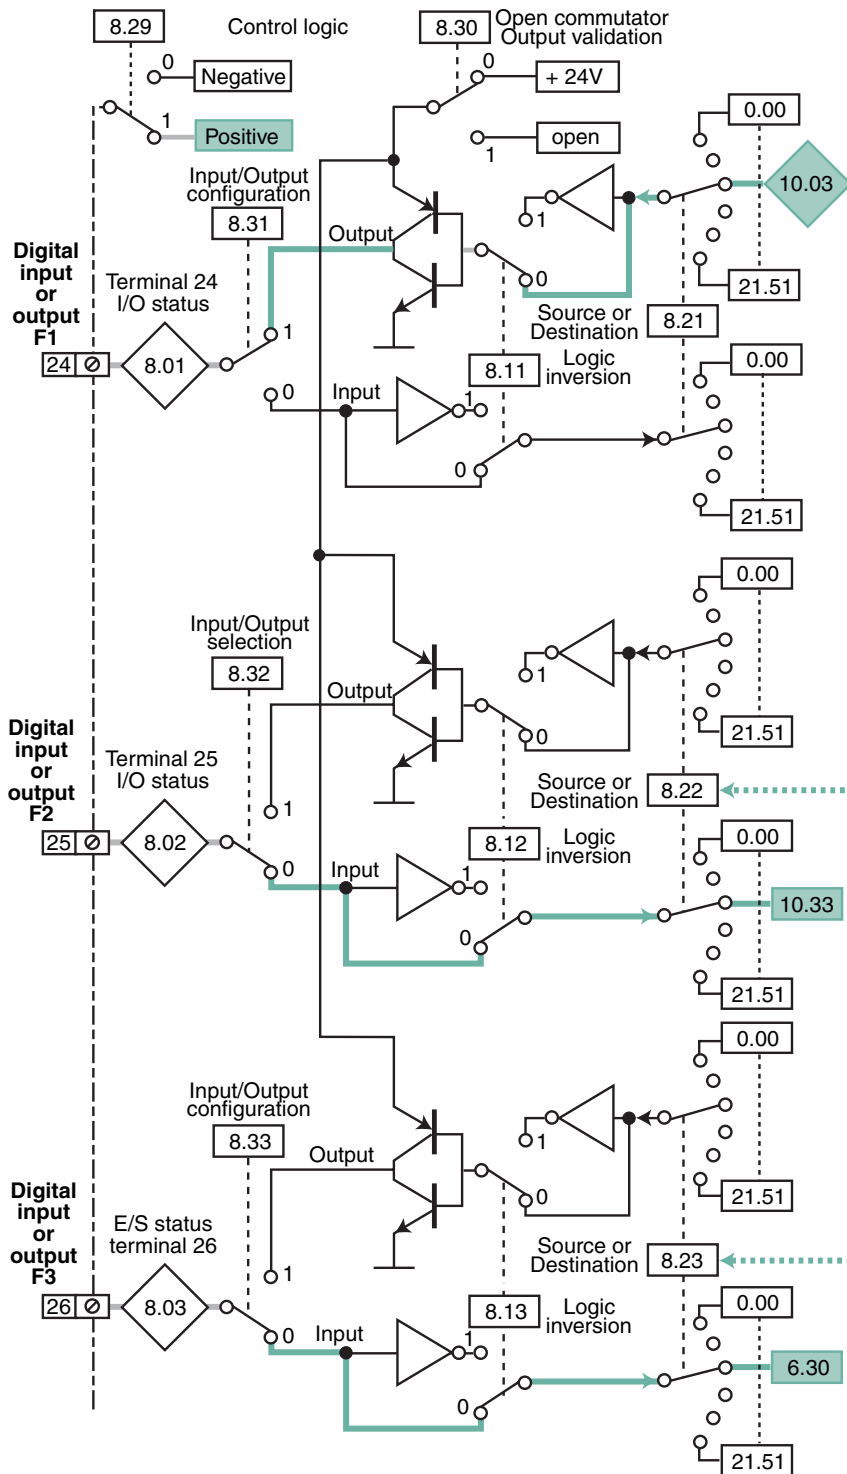 8.29
Control logic
0
Negative
1
Positive
8.30
Open commutator
Output validation
0
+ 24V
open
1
0.00
10.03
21.51
Input/Output
configuration
8.31
Output
1
0
Digital
input
or
output
F1
Terminal 24
I/O status
24
8.01
1
0
Source or
Destination
8.21
8.11
Logic
inversion
Input
1
0
0.00
21.51
0.00
Input/Output
selection
8.32
Output
1
0
21.51
Digital
input
or
output
F2
Terminal 25
I/O status
25
8.02
1
0
Source or
Destination
8.22
8.12
Logic
inversion
Input
1
0
0.00
10.33
21.51
0.00
Input/Output
configuration
8.33
Output
1
0
21.51
Digital
input
or
output
F3
E/S status
terminal 26
26
8.03
1
0
Source or
Destination
8.23
8.13
Logic
inversion
Input
1
0
0.00
6.30
21.51